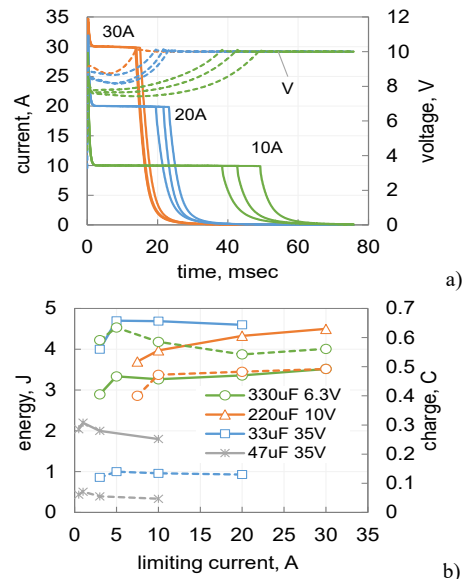 35
30
25
20
15
10
5
0
current, A
30A
20A
10A
V
12
10
8
6
4
2
0
voltage, V
0 20 40 60 80
time, msec
a)
5
4
3
2
1
0
energy, J
330uF 6.3V
220uF 10V
33uF 35V
47uF 35V
0.7
0.6
0.5
0.4
0.3
0.2
0.1
0
charge, C
0 5 10 15 20 25 30
limiting current, A
b)